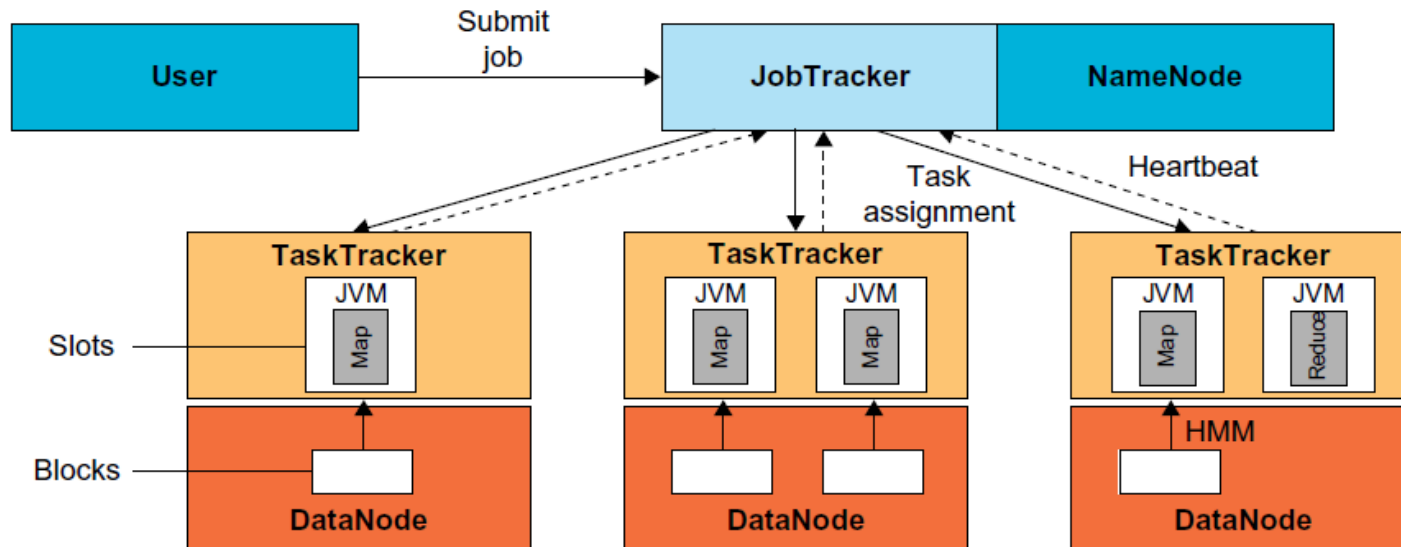 Submit
job
User
JobTracker
NameNode
Task
assignment
Heartbeat
TaskTracker
JVM
Map
TaskTracker
JVM
Map
JVM
Map
TaskTracker
JVM
Map
JVM
Reduce
Slots
HMM
Blocks
DataNode
DataNode
DataNode